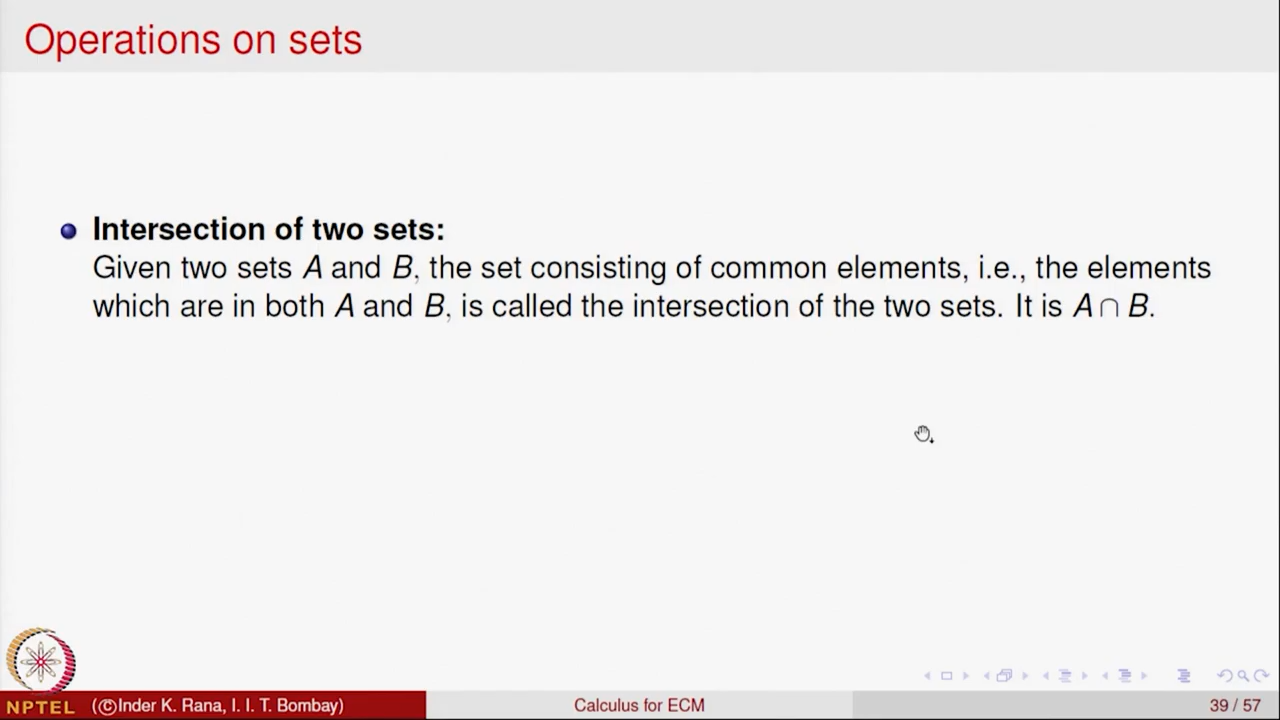 Operations on sets
Intersection of two sets:
Given two sets A and B, the set consisting of common elements, i.e., the elements
which are in both A and B, is called the intersection of the two sets. It is A ∩ B.
NPTEL
(©Inder K. Rana, I. I. T. Bombay)
Calculus for ECM
39 / 57